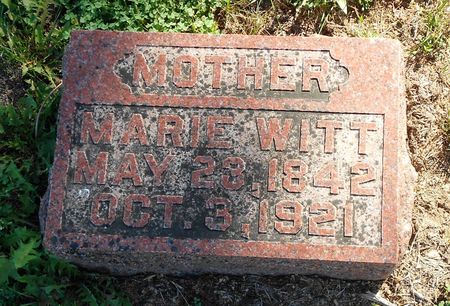 MOTHER
MARIE WITT
MAY 23, 1842
OCT. 3, 1921